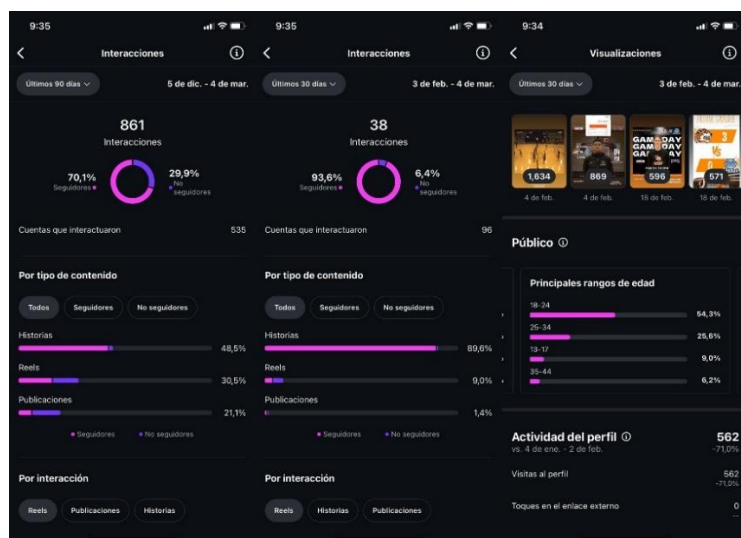 9:35
Interacciones
Últimos 90 días
5 de dic. - 4 de mar.
861
Interacciones
70,1%
Seguidores
29,9%
No
seguidores
Cuentas que interactuaron 535
Por tipo de contenido
Todos Seguidores No seguidores
Historias
48,5%
Reels
30,5%
Publicaciones
21,1%
Seguidores No seguidores
Por interacción
Reels Publicaciones Historias
9:35
Interacciones
Últimos 30 días
3 de feb. - 4 de mar.
38
Interacciones
93,6%
Seguidores
6,4%
No
seguidores
Cuentas que interactuaron 96
Por tipo de contenido
Todos Seguidores No seguidores
Historias
89,6%
Reels
9,0%
Publicaciones
1,4%
Seguidores No seguidores
Por interacción
Reels Historias Publicaciones
9:34
Visualizaciones
Últimos 30 días
3 de feb. - 4 de mar.
GAMEDAY
3
VS
0
1,634 869 596 571
4 de feb. 4 de feb. 18 de feb. 18 de feb.
Público
Principales rangos de edad
18-24
54,3%
25-34
25,6%
13-17
9,0%
35-44
6,2%
Actividad del perfil 562
vs. 4 de ene. - 2 de feb. -71,0%
Visitas al perfil 562
-71,0%
Toques en el enlace externo 0
--